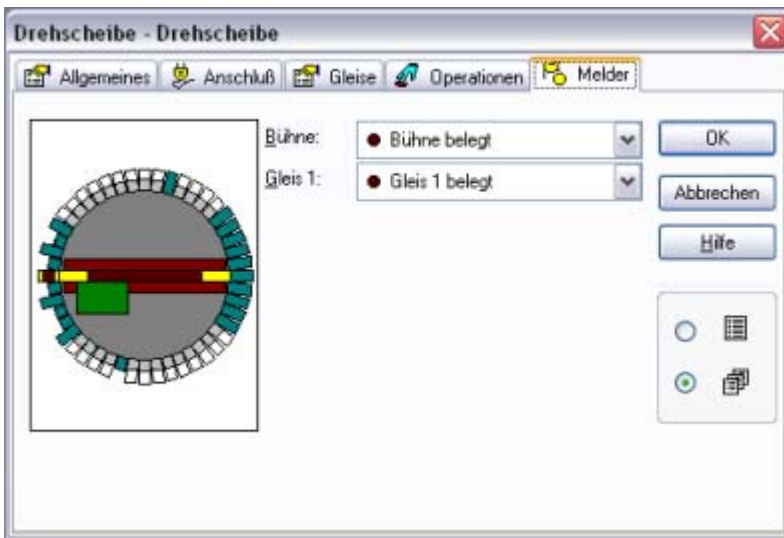 Drehscheibe - Drehscheibe
Allgemeines Anschluß Gleise Operationen Melder
Bühne: Bühne belegt OK
Gleis 1: Gleis 1 belegt Abbrechen
Hilfe